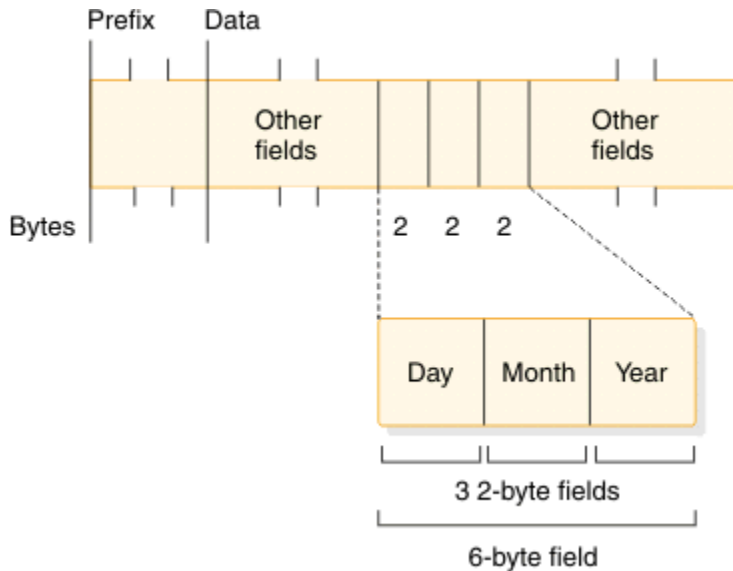 Prefix
Data
Other
fields
Other
fields
Bytes
2
2
2
Day
Month
Year
3 2-byte fields
6-byte field